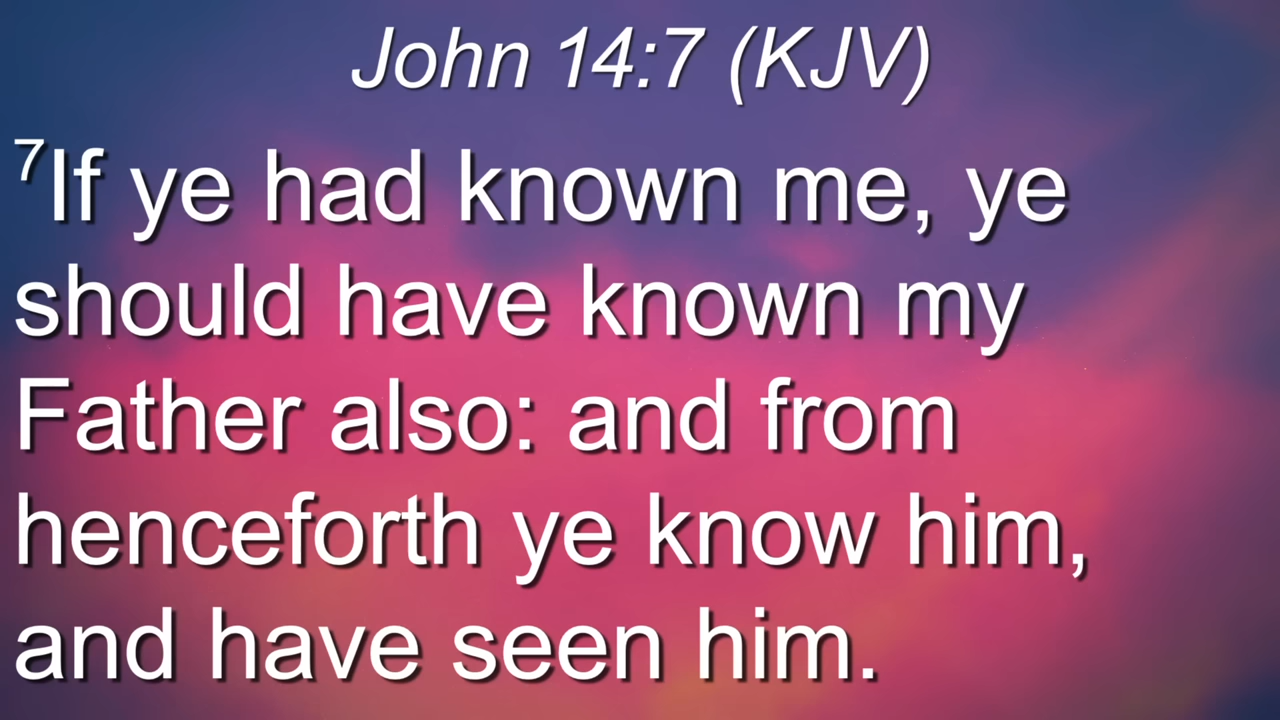 John 14:7 (KJV)
7If ye had known me, ye
should have known my
Father also: and from
henceforth ye know him,
and have seen him.